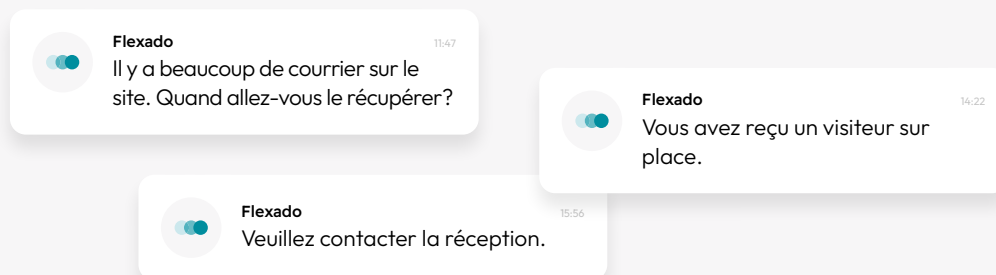 Flexado 11:47
Il y a beaucoup de courrier sur le
site. Quand allez-vous le récupérer?
Flexado 14:22
Vous avez reçu un visiteur sur
place.
Flexado 15:56
Veuillez contacter la réception.